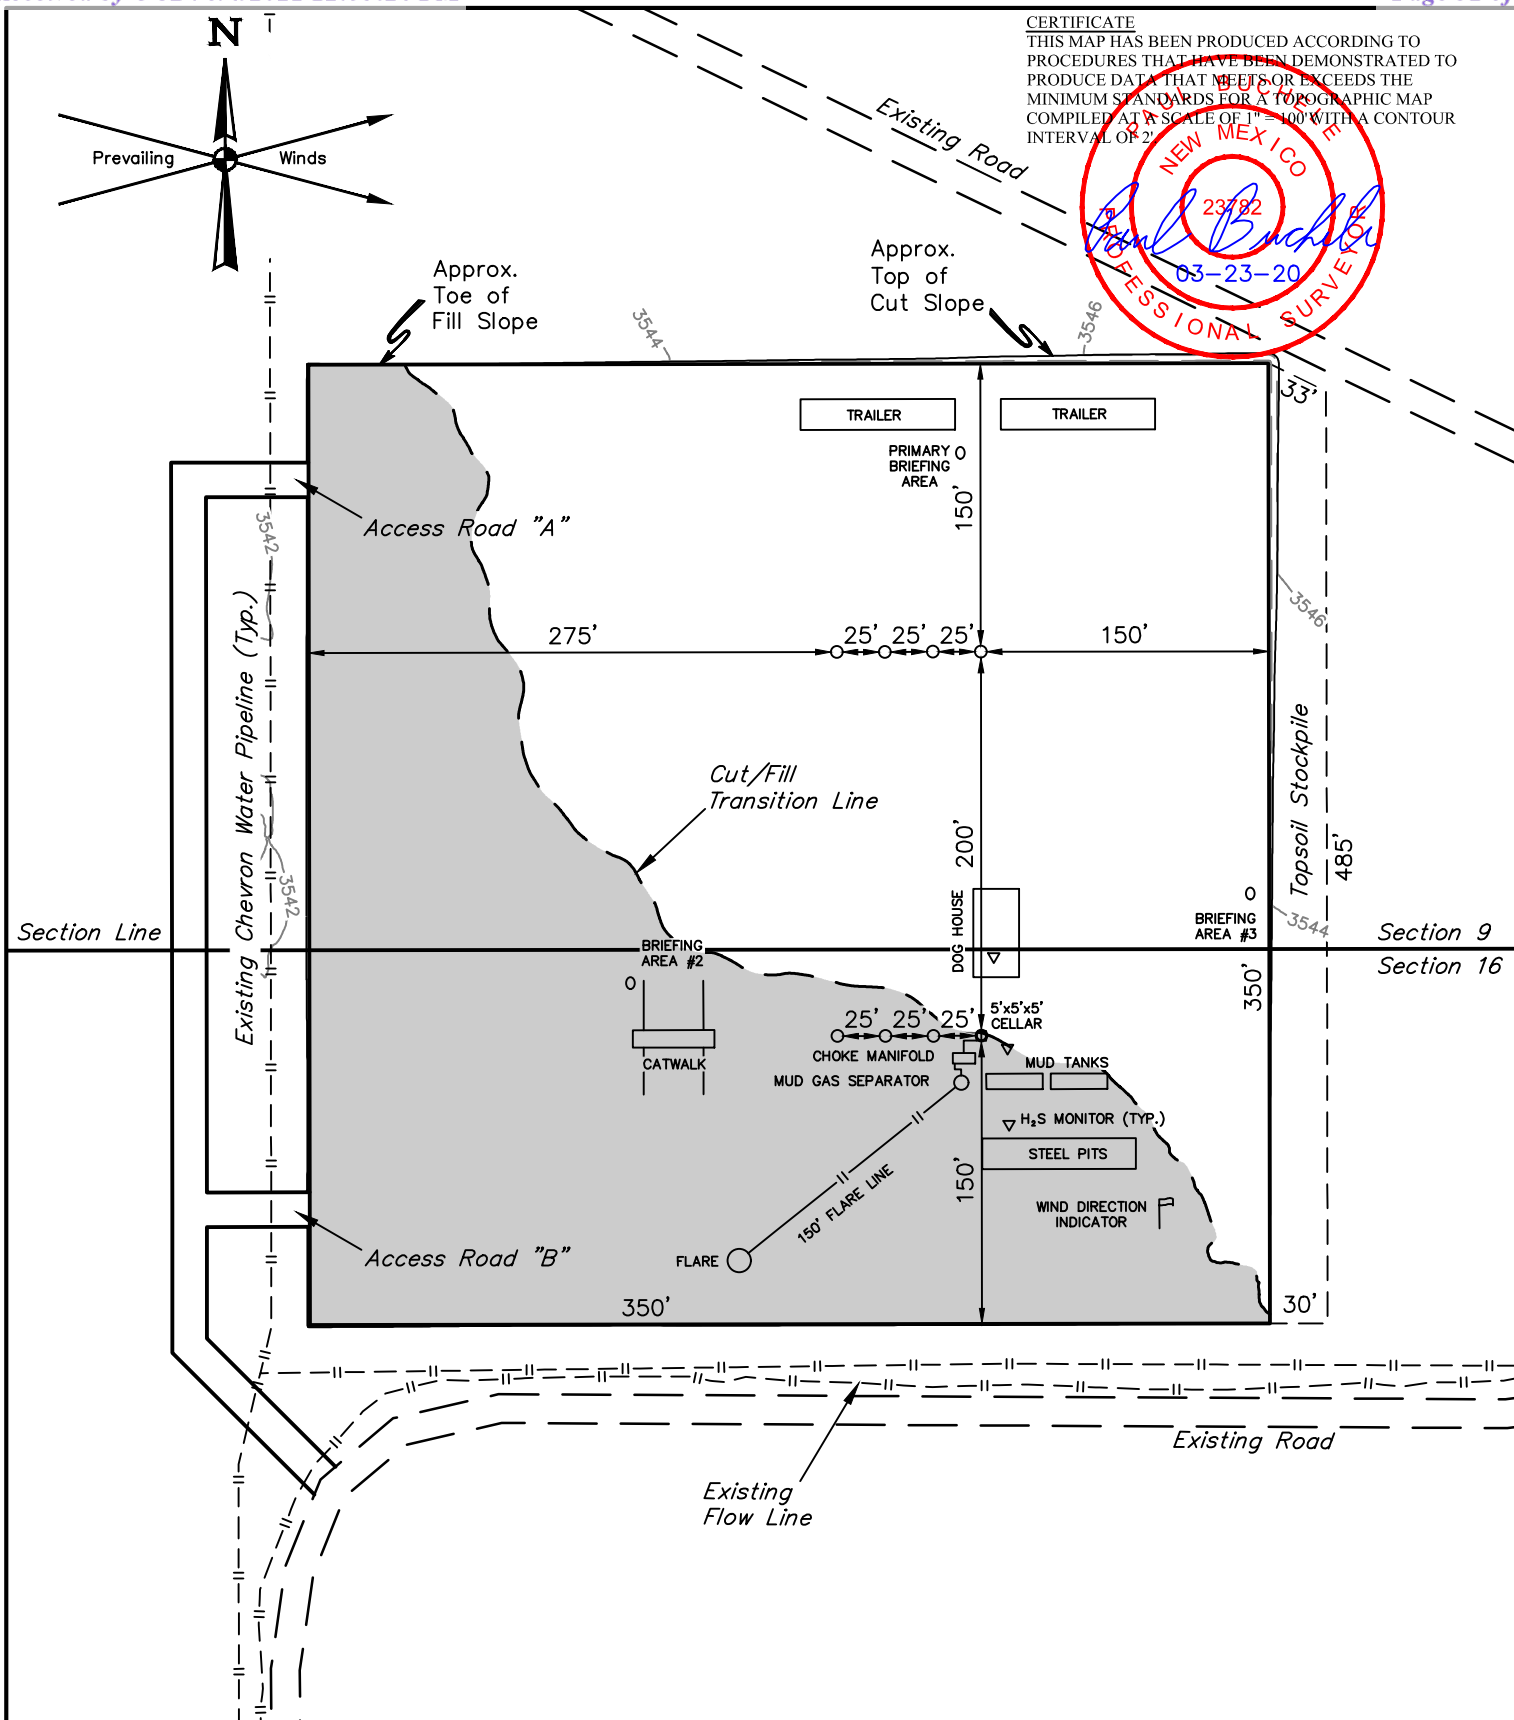 N
Prevailing Winds
CERTIFICATE
THIS MAP HAS BEEN PRODUCED ACCORDING TO
PROCEDURES THAT HAVE BEEN DEMONSTRATED TO
PRODUCE DATA THAT MEETS OR EXCEEDS THE
MINIMUM STANDARDS FOR A TOPOGRAPHIC MAP
COMPILED AT A SCALE OF 1" = 100' WITH A CONTOUR
INTERVAL OF 2'.
PAUL BUCHELE
NEW MEXICO
23782
PROFESSIONAL SURVEYOR
Paul Buchele
03-23-20
Existing Road
Approx.
Toe of
Fill Slope
Approx.
Top of
Cut Slope
3544
3546
33'
TRAILER
TRAILER
PRIMARY
BRIEFING
AREA
150'
Access Road "A"
3542
Existing Chevron Water Pipeline (Typ.)
275'
25'
25'
25'
150'
3546
Cut/Fill
Transition Line
200'
Topsoil Stockpile
485'
3542
DOG HOUSE
BRIEFING
AREA #3
3544
Section Line
Section 9
Section 16
BRIEFING
AREA #2
350'
25'
25'
25'
5'x5'x5'
CELLAR
CATWALK
CHOKE MANIFOLD
MUD GAS SEPARATOR
MUD TANKS
H₂S MONITOR (TYP.)
STEEL PITS
150'
150' FLARE LINE
WIND DIRECTION
INDICATOR
FLARE
Access Road "B"
350'
30'
Existing Road
Existing
Flow Line